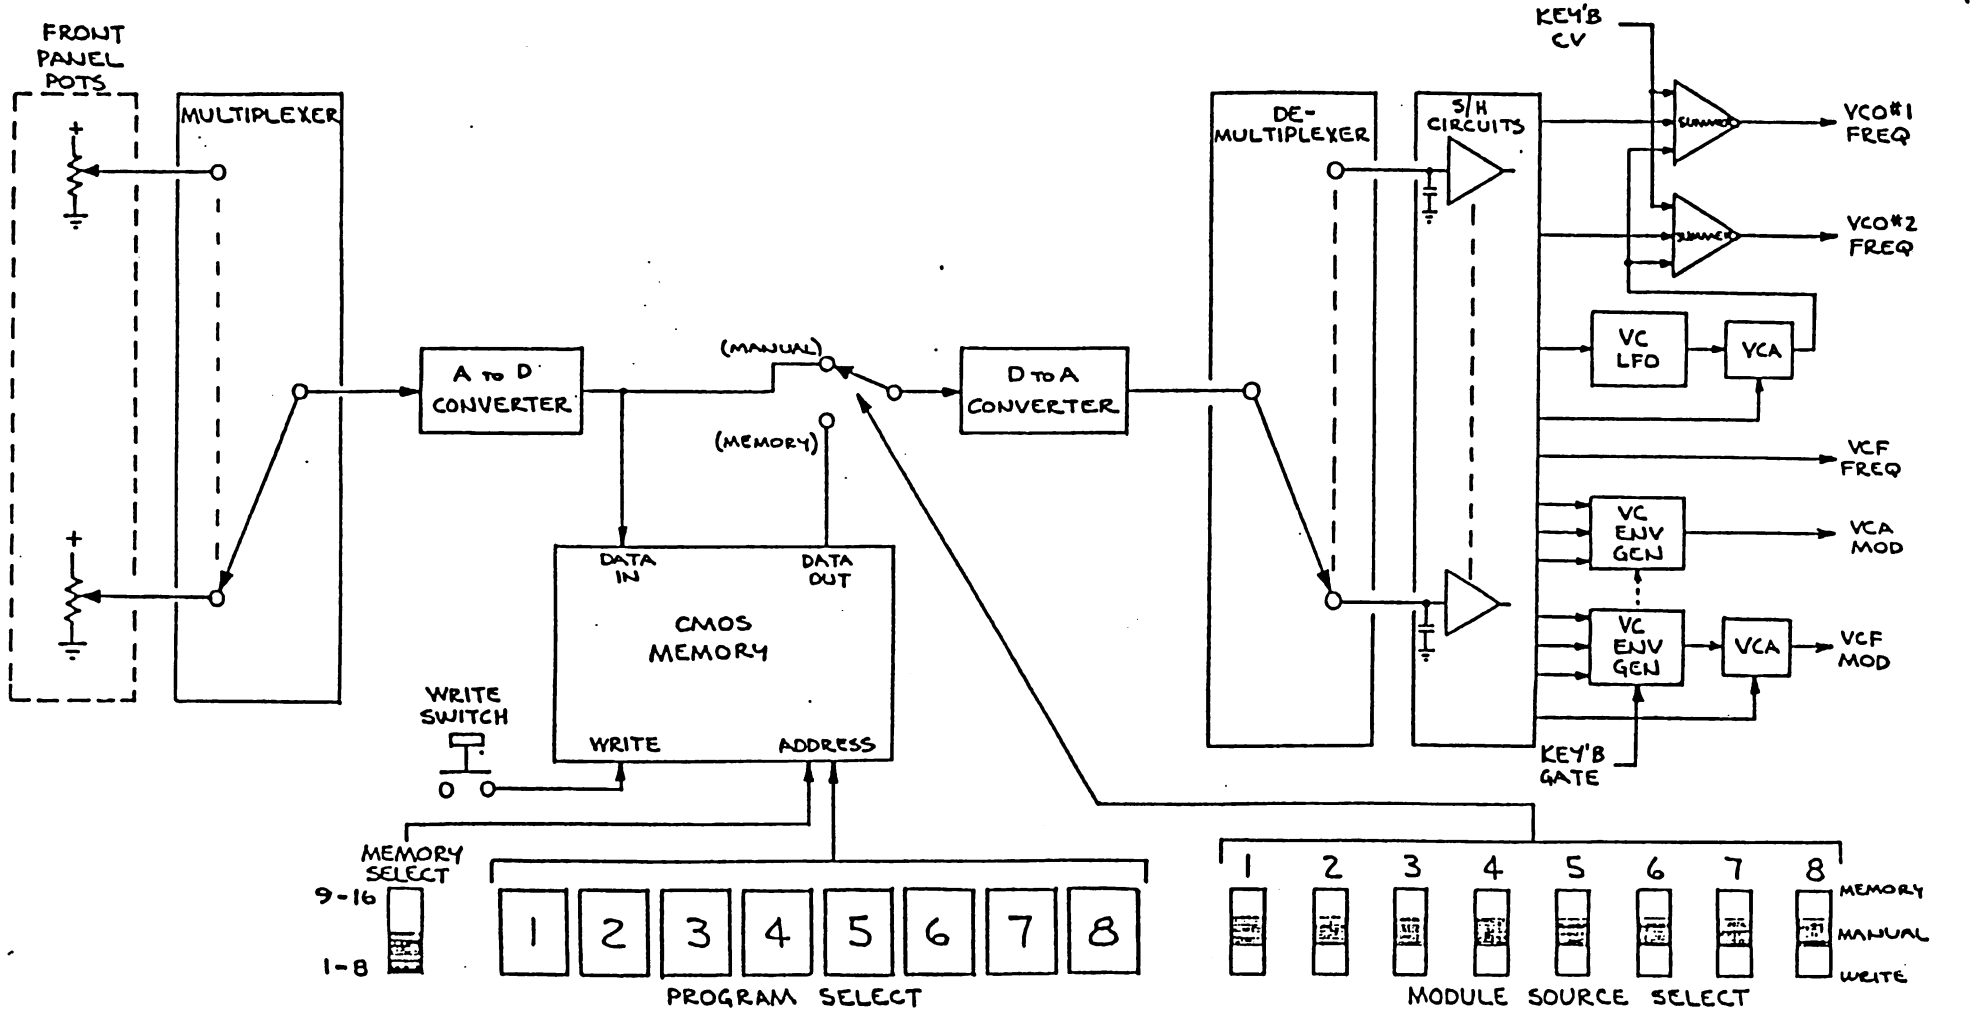 FRONT
PANEL
POTS
+
+
MULTIPLEXER
A TO D
CONVERTER
(MANUAL)
(MEMORY)
D TO A
CONVERTER
DATA
IN
DATA
OUT
CMOS
MEMORY
WRITE
ADDRESS
WRITE
SWITCH
MEMORY
SELECT
9-16
1-8
1 2 3 4 5 6 7 8
PROGRAM SELECT
DE-
MULTIPLEXER
S/H
CIRCUITS
KEY'B
CV
SUMMER
VCO#1
FREQ
SUMMER
VCO#2
FREQ
VC
LFO
VCA
VCF
FREQ
VC
ENV
GEN
VCA
MOD
VC
ENV
GEN
VCA
VCF
MOD
KEY'B
GATE
1 2 3 4 5 6 7 8
MEMORY
MANUAL
WRITE
MODULE SOURCE SELECT